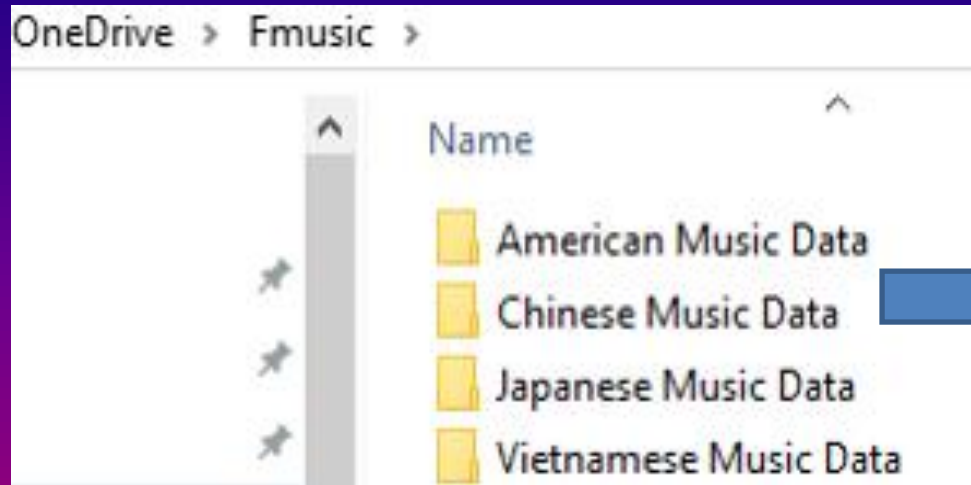 OneDrive > Fmusic >
Name
American Music Data
Chinese Music Data
Japanese Music Data
Vietnamese Music Data